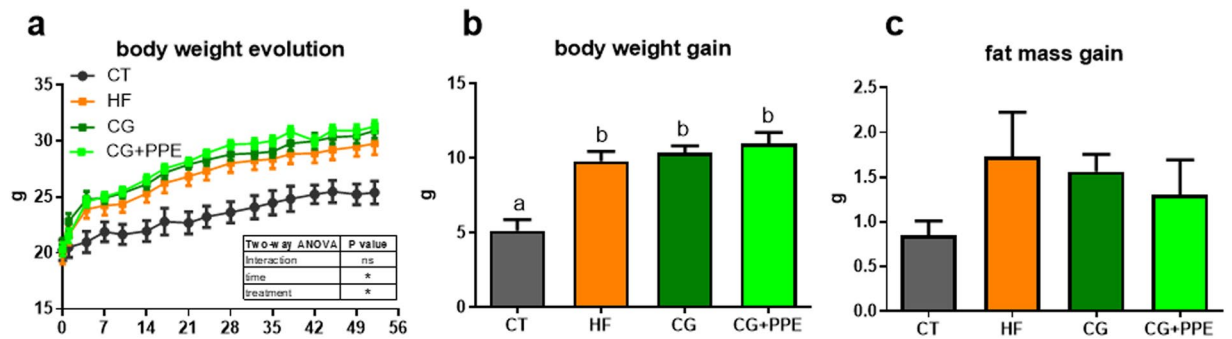 a
body weight evolution
CT
HF
CG
CG+PPE
35
30
25
20
15
g
Two-way ANOVA P value
Interaction ns
time *
treatment *
0 7 14 21 28 35 42 49 56
b
body weight gain
15
10
5
0
g
a
b
b
b
CT HF CG CG+PPE
c
fat mass gain
2.5
2.0
1.5
1.0
0.5
0.0
g
CT HF CG CG+PPE